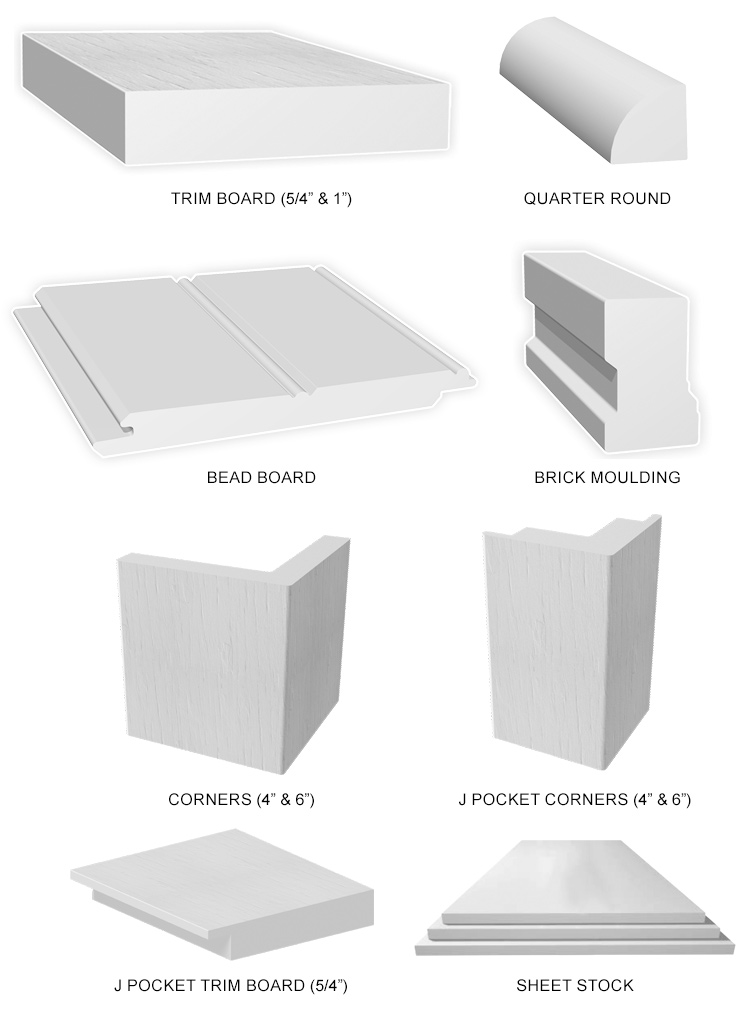 TRIM BOARD (5/4” & 1”)
QUARTER ROUND
BEAD BOARD
BRICK MOULDING
CORNERS (4” & 6”)
J POCKET CORNERS (4” & 6”)
J POCKET TRIM BOARD (5/4”)
SHEET STOCK